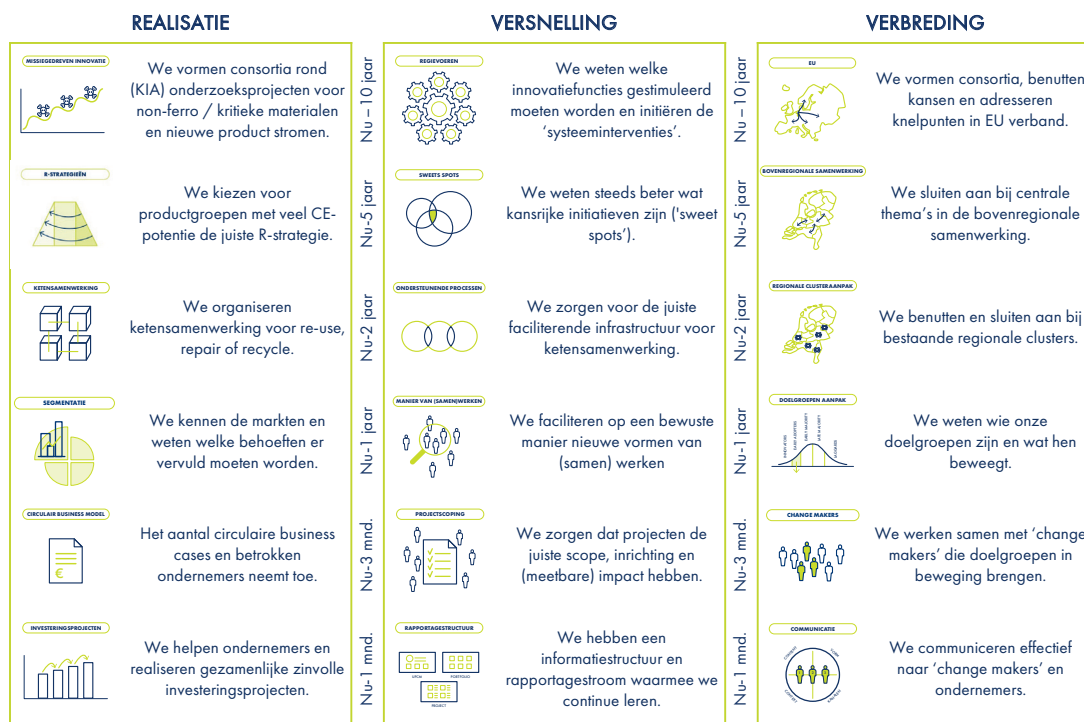 REALISATIE
MISSIEGEDREVEN INNOVATIE
We vormen consortia rond
(KIA) onderzoeksprojecten voor
non-ferro / kritieke materialen
en nieuwe product stromen.
R-STRATEGIEËN
We kiezen voor
productgroepen met veel CE-
potentie de juiste R-strategie.
KETENSAMENWERKING
We organiseren
ketensamenwerking voor re-use,
repair of recycle.
SEGMENTATIE
We kennen de markten en
weten welke behoeften er
vervuld moeten worden.
CIRCULAIR BUSINESS MODEL
€
Het aantal circulaire business
cases en betrokken
ondernemers neemt toe.
INVESTERINGSPROJECTEN
We helpen ondernemers en
realiseren gezamenlijke zinvolle
investeringsprojecten.
Nu – 10 jaar
Nu-5 jaar
Nu-2 jaar
Nu-1 jaar
Nu-3 mnd.
Nu-1 mnd.
VERSNELLING
REGIEVOEREN
We weten welke
innovatiefuncties gestimuleerd
moeten worden en initiëren de
‘systeeminterventies’.
SWEETS SPOTS
We weten steeds beter wat
kansrijke initiatieven zijn ('sweet
spots’).
ONDERSTEUNENDE PROCESSEN
We zorgen voor de juiste
faciliterende infrastructuur voor
ketensamenwerking.
MANIER VAN (SAMEN)WERKEN
We faciliteren op een bewuste
manier nieuwe vormen van
(samen) werken
PROJECTSCOPING
We zorgen dat projecten de
juiste scope, inrichting en
(meetbare) impact hebben.
RAPPORTAGESTRUCTUUR
UPCM
PORTFOLIO
PROJECT
We hebben een
informatiestructuur en
rapportagestroom waarmee we
continue leren.
Nu – 10 jaar
Nu-5 jaar
Nu-2 jaar
Nu-1 jaar
Nu-3 mnd.
Nu-1 mnd.
VERBREDING
EU
We vormen consortia, benutten
kansen en adresseren
knelpunten in EU verband.
BOVENREGIONALE SAMENWERKING
We sluiten aan bij centrale
thema’s in de bovenregionale
samenwerking.
REGIONALE CLUSTERAANPAK
We benutten en sluiten aan bij
bestaande regionale clusters.
DOELGROEPEN AANPAK
INNOVATORS
EARLY ADOPTERS
EARLY MAJORITY
LATE MAJORITY
LAGGARDS
We weten wie onze
doelgroepen zijn en wat hen
beweegt.
CHANGE MAKERS
We werken samen met ‘change
makers’ die doelgroepen in
beweging brengen.
COMMUNICATIE
We communiceren effectief
naar ‘change makers’ en
ondernemers.